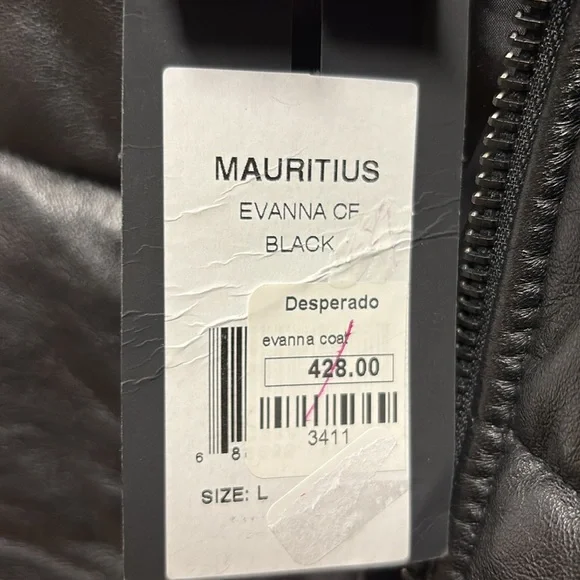 MAURITIUS
EVANNA CF
BLACK
Desperado
evanna coat
428.00
3411
6 8
SIZE: L